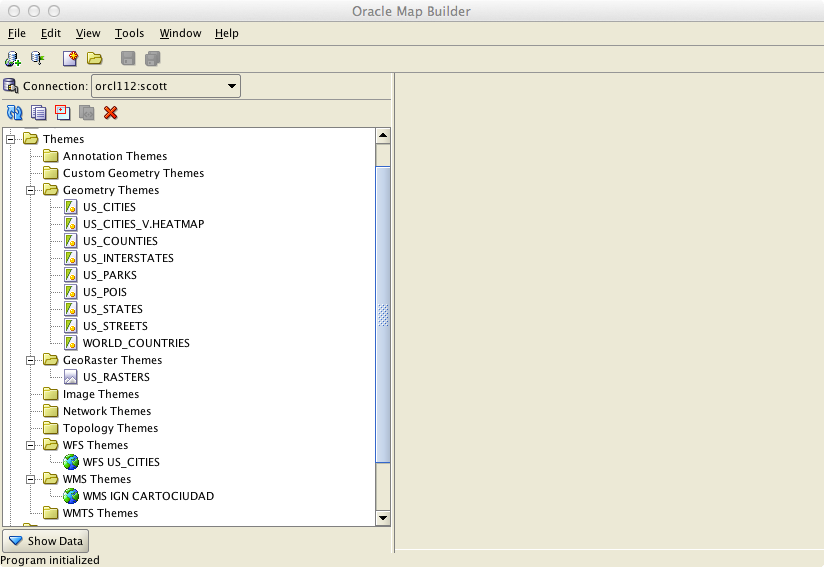 Oracle Map Builder
File Edit View Tools Window Help
Connection: orcl112:scott
Themes
Annotation Themes
Custom Geometry Themes
Geometry Themes
US_CITIES
US_CITIES_V.HEATMAP
US_COUNTIES
US_INTERSTATES
US_PARKS
US_POIS
US_STATES
US_STREETS
WORLD_COUNTRIES
GeoRaster Themes
US_RASTERS
Image Themes
Network Themes
Topology Themes
WFS Themes
WFS US_CITIES
WMS Themes
WMS IGN CARTOCIUDAD
WMTS Themes
Show Data
Program initialized